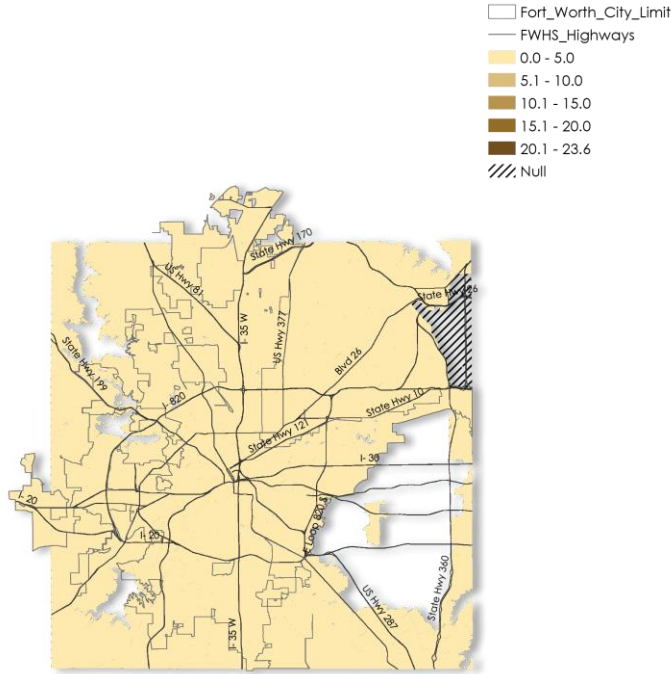 Fort_Worth_City_Limit
FWHS_Highways
0.0 - 5.0
5.1 - 10.0
10.1 - 15.0
15.1 - 20.0
20.1 - 23.6
Null
State Hwy 170
US Hwy 81
State Hwy 26
I- 35 W
US Hwy 377
Blvd 26
State Hwy 199
I- 820
State Hwy 10
State Hwy 121
I- 30
I- 20
E Loop 820 S
I- 20
US Hwy 287
State Hwy 360
I- 35 W